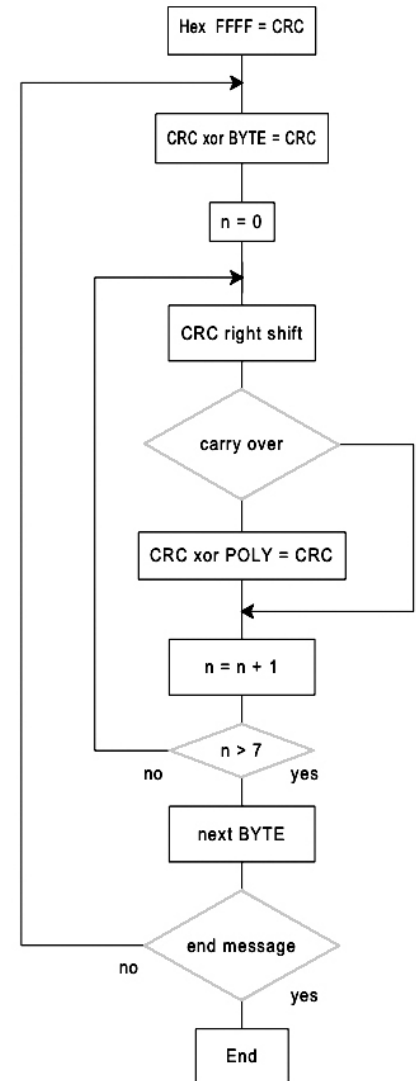 Hex FFFF = CRC
CRC xor BYTE = CRC
n = 0
CRC right shift
carry over
CRC xor POLY = CRC
n = n + 1
n > 7
no
yes
next BYTE
end message
no
yes
End